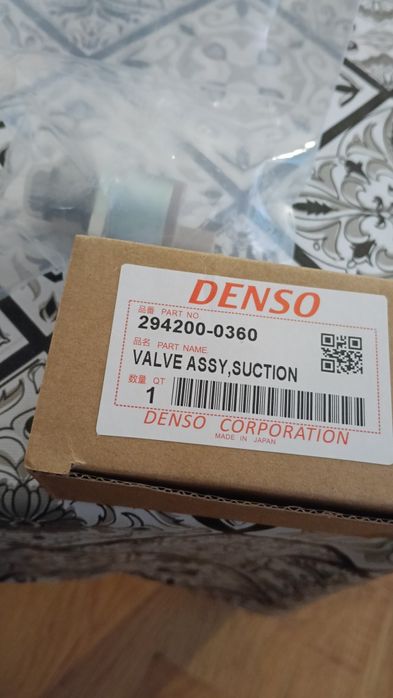 DENSO
品番 PART NO.
294200-0360
品名 PART NAME
VALVE ASSY,SUCTION
数量 QT
1
DENSO CORPORATION
MADE IN JAPAN